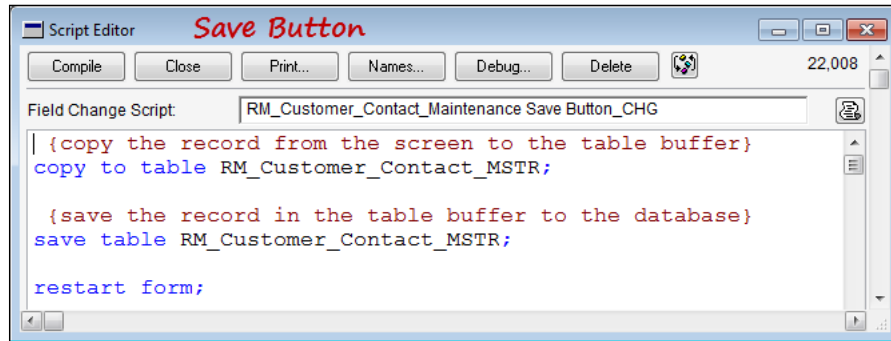 Script Editor Save Button
Compile Close Print... Names... Debug... Delete 22,008
Field Change Script: RM_Customer_Contact_Maintenance Save Button_CHG
{copy the record from the screen to the table buffer}
copy to table RM_Customer_Contact_MSTR;
{save the record in the table buffer to the database}
save table RM_Customer_Contact_MSTR;
restart form;